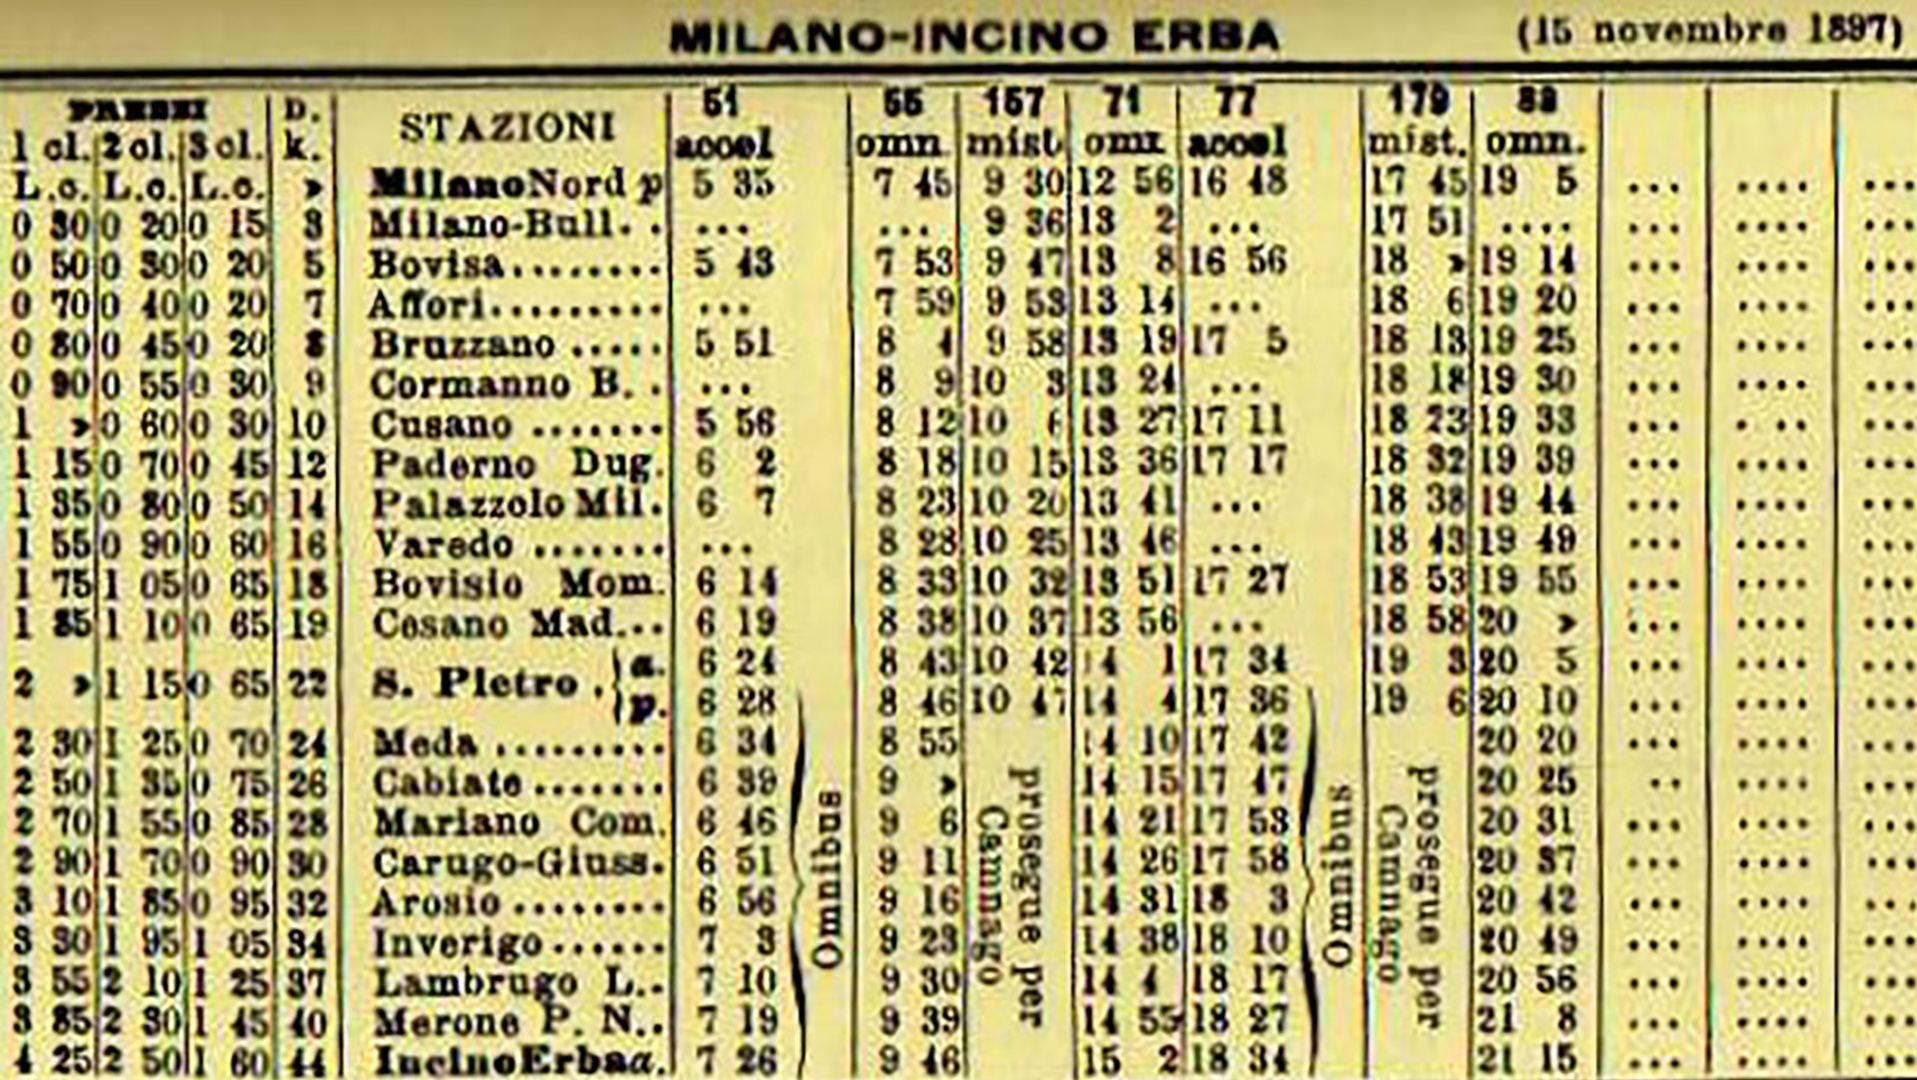 MILANO-INCINO ERBA (15 novembre 1897)
PREZZI D. STAZIONI 51 55 157 71 77 179 83
1 cl. 2 cl. 3 cl. k. accel omn. mist. omn accel mist. omn.
L.c. L.c. L.c. » Milano Nord p 5 35 7 45 9 30 12 56 16 48 17 45 19 5 ... .... ...
0 30 0 20 0 15 3 Milano-Bull. . ... ... 9 36 13 2 ... 17 51 .... ... .... ...
0 50 0 30 0 20 5 Bovisa........ 5 43 7 53 9 47 13 8 16 56 18 » 19 14 ... .... ...
0 70 0 40 0 20 7 Affori......... ... 7 59 9 53 13 14 ... 18 6 19 20 ... .... ...
0 80 0 45 0 20 8 Bruzzano ..... 5 51 8 4 9 58 13 19 17 5 18 13 19 25 ... .... ...
0 90 0 55 0 30 9 Cormanno B. . ... 8 9 10 3 13 24 ... 18 18 19 30 ... .... ...
1 » 0 60 0 30 10 Cusano ....... 5 56 8 12 10 6 13 27 17 11 18 23 19 33 ... . .. ...
1 15 0 70 0 45 12 Paderno Dug. 6 2 8 18 10 15 13 36 17 17 18 32 19 39 ... .... ...
1 35 0 80 0 50 14 Palazzolo Mil. 6 7 8 23 10 20 13 41 ... 18 38 19 44 ... .... ...
1 55 0 90 0 60 16 Varedo ....... ... 8 28 10 25 13 46 ... 18 43 19 49 ... .... ...
1 75 1 05 0 65 18 Bovisio Mom. 6 14 8 33 10 32 13 51 17 27 18 53 19 55 ... .... ...
1 85 1 10 0 65 19 Cesano Mad... 6 19 8 38 10 37 13 56 ... 18 58 20 » ... .... ...
2 » 1 15 0 65 22 S. Pietro . a. 6 24 8 43 10 42 14 1 17 34 19 3 20 5 ... .... ...
p. 6 28 8 46 10 47 14 4 17 36 19 6 20 10 ... .... ...
2 30 1 25 0 70 24 Meda ......... 6 34 8 55 14 10 17 42 20 20 ... .... ...
2 50 1 35 0 75 26 Cabiate ....... 6 39 9 » 14 15 17 47 20 25 .. .... ...
2 70 1 55 0 85 28 Mariano Com. 6 46 9 6 14 21 17 53 20 31 ... .... ...
2 90 1 70 0 90 30 Carugo-Giuss. 6 51 9 11 14 26 17 58 20 37 ... .... ...
3 10 1 85 0 95 32 Arosio ........ 6 56 9 16 14 31 18 3 20 42 ... .... ...
3 30 1 95 1 05 34 Inverigo...... 7 3 9 23 14 38 18 10 20 49 ... .... ...
3 55 2 10 1 25 37 Lambrugo L.. 7 10 9 30 14 4 18 17 20 56 ... .... ...
3 85 2 30 1 45 40 Merone P. N.. 7 19 9 39 14 55 18 27 21 8 ... .... ...
4 25 2 50 1 60 44 Incino Erba a. 7 26 9 46 15 2 18 34 21 15 ... .... ...
Omnibus
prosegue per
Camnago
Omnibus
prosegue per
Camnago